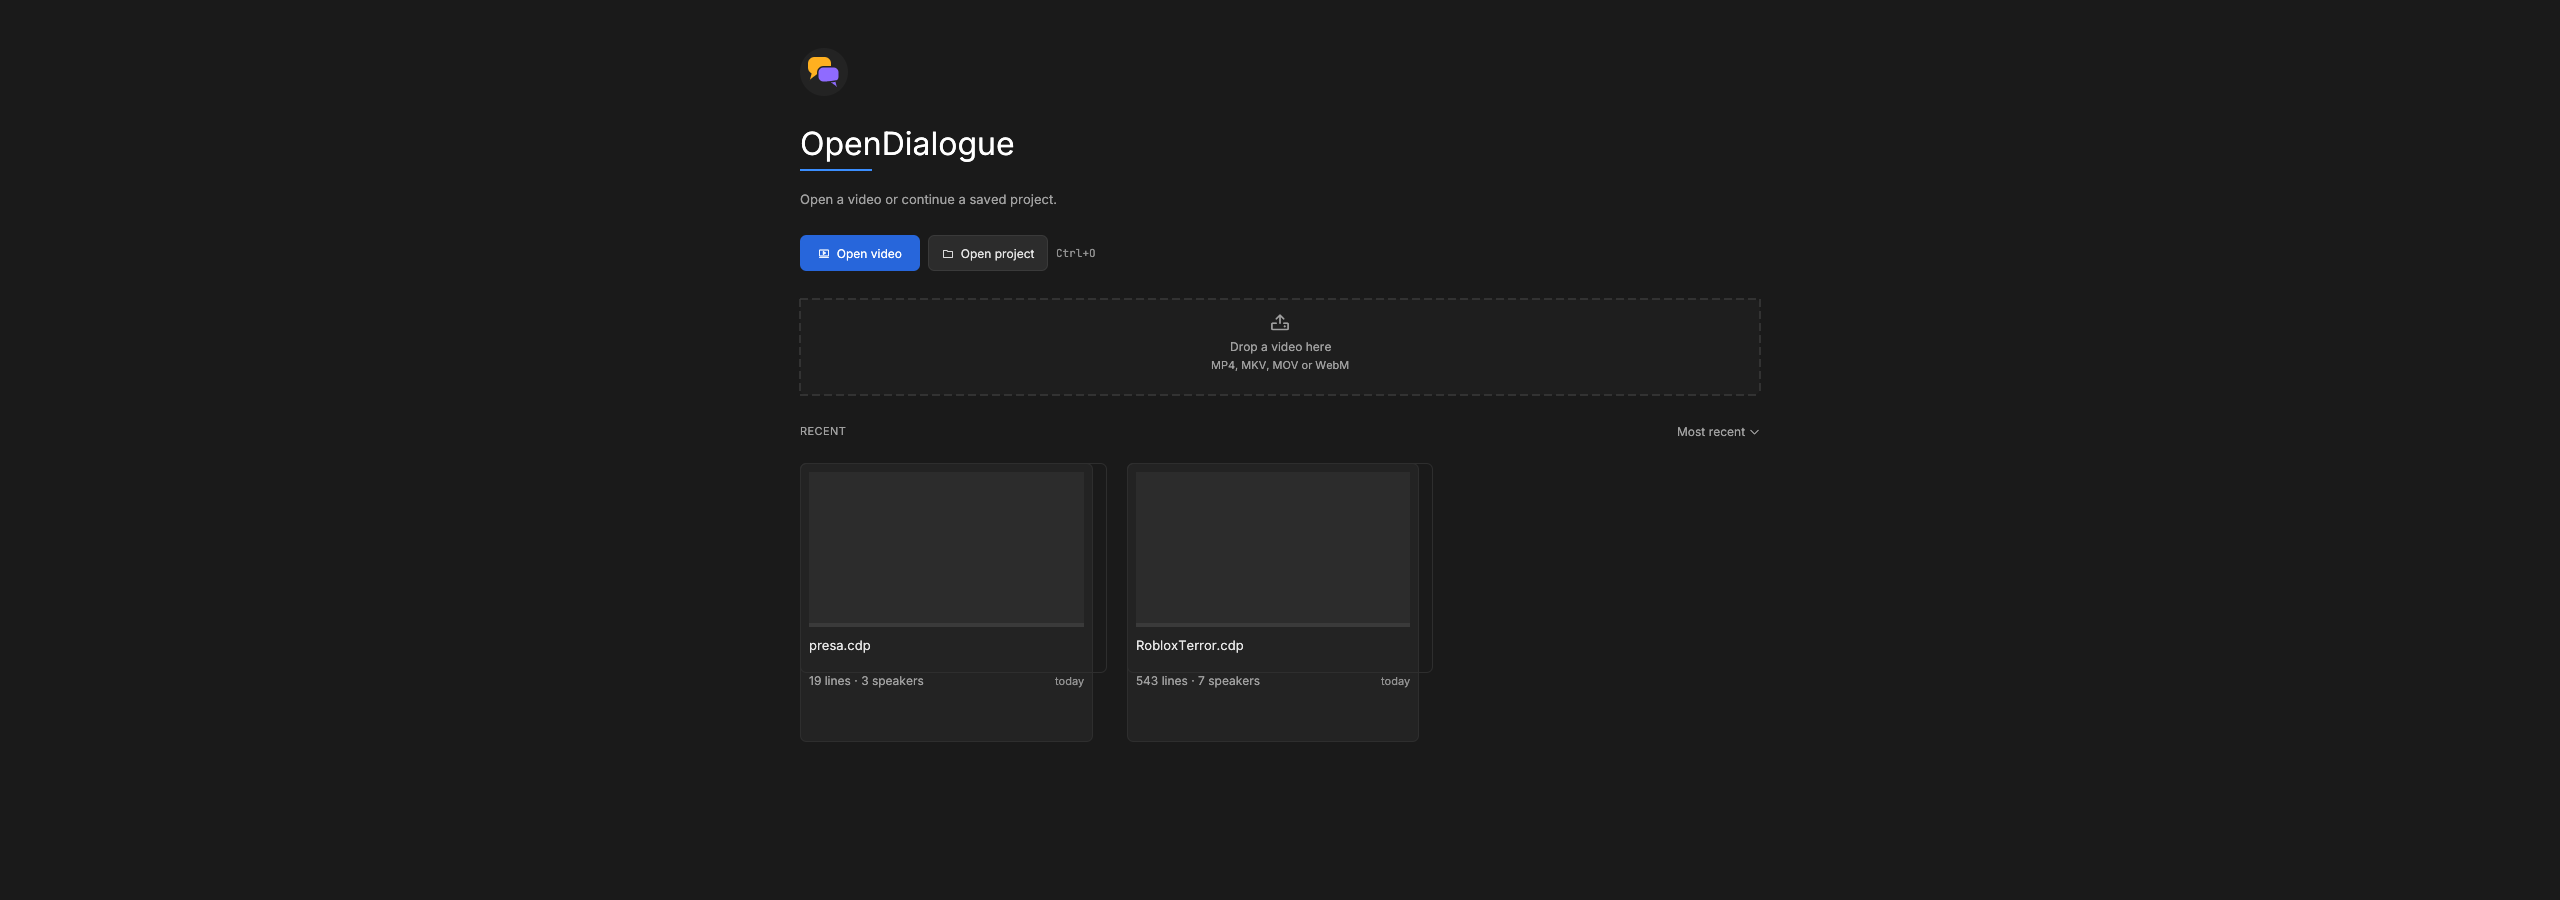 OpenDialogue
Open a video or continue a saved project.
Open video
Open project
Ctrl+O
Drop a video here
MP4, MKV, MOV or WebM
RECENT
Most recent
presa.cdp
19 lines · 3 speakers
today
RobloxTerror.cdp
543 lines · 7 speakers
today